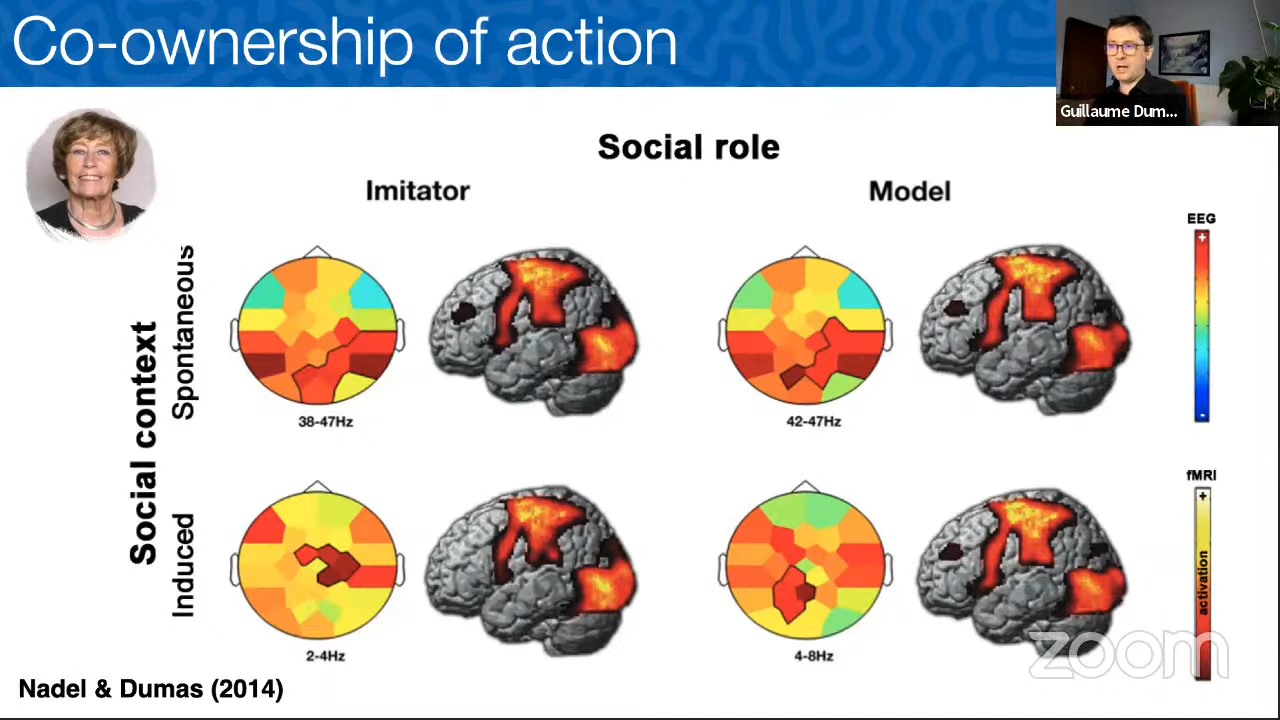 Co-ownership of action
Guillaume Dum...
Social role
Imitator
Model
EEG
+
-
Social context
Spontaneous
38-47Hz
42-47Hz
fMRI
+
activation
Induced
2-4Hz
4-8Hz
zoom
Nadel & Dumas (2014)